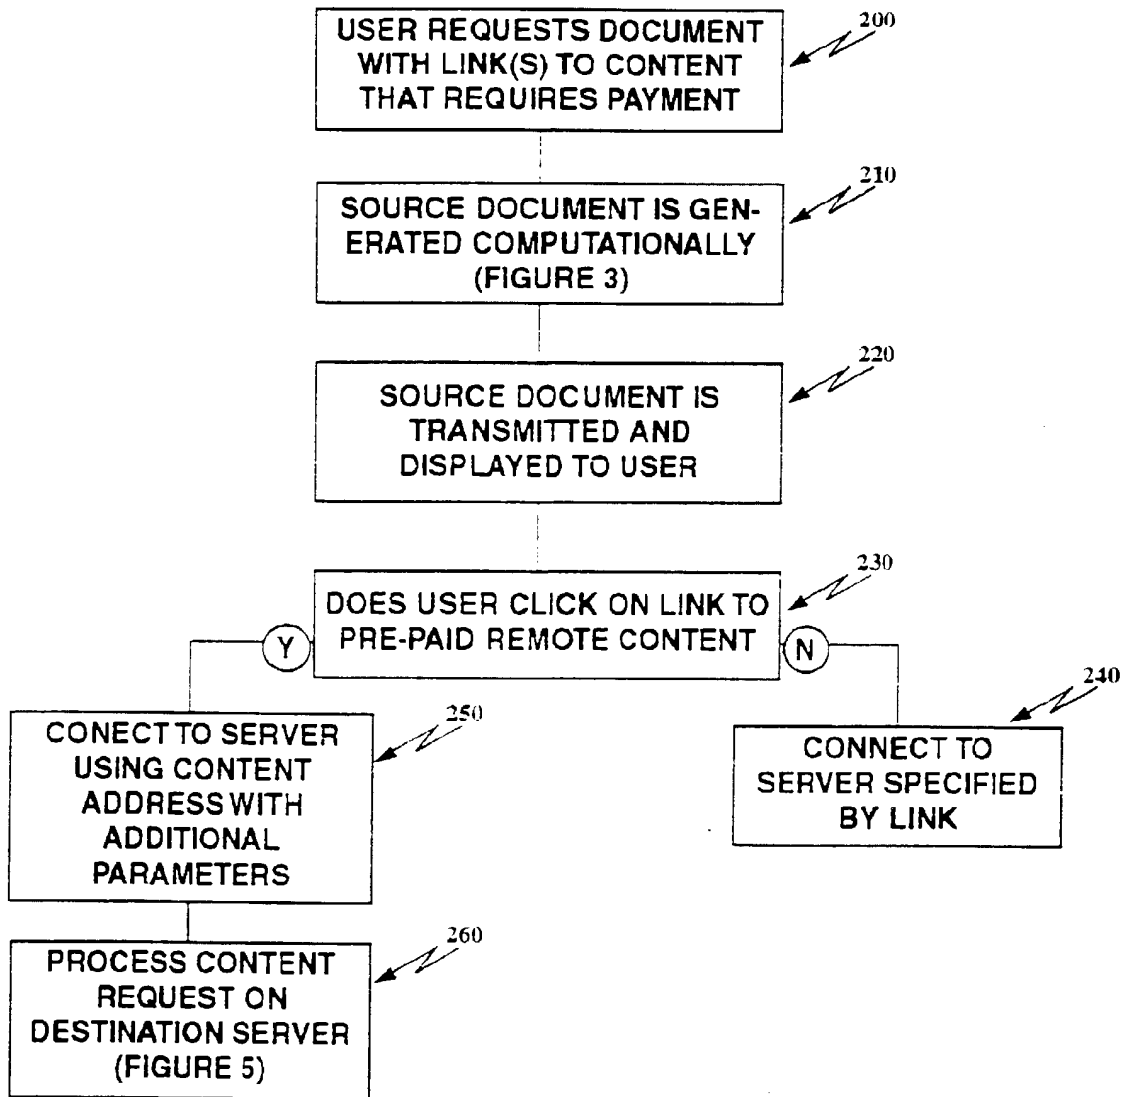 USER REQUESTS DOCUMENT
WITH LINK(S) TO CONTENT
THAT REQUIRES PAYMENT
200
SOURCE DOCUMENT IS GEN-
ERATED COMPUTATIONALLY
(FIGURE 3)
210
SOURCE DOCUMENT IS
TRANSMITTED AND
DISPLAYED TO USER
220
DOES USER CLICK ON LINK TO
PRE-PAID REMOTE CONTENT
230
Y
N
CONECT TO SERVER
USING CONTENT
ADDRESS WITH
ADDITIONAL
PARAMETERS
250
CONNECT TO
SERVER SPECIFIED
BY LINK
240
PROCESS CONTENT
REQUEST ON
DESTINATION SERVER
(FIGURE 5)
260